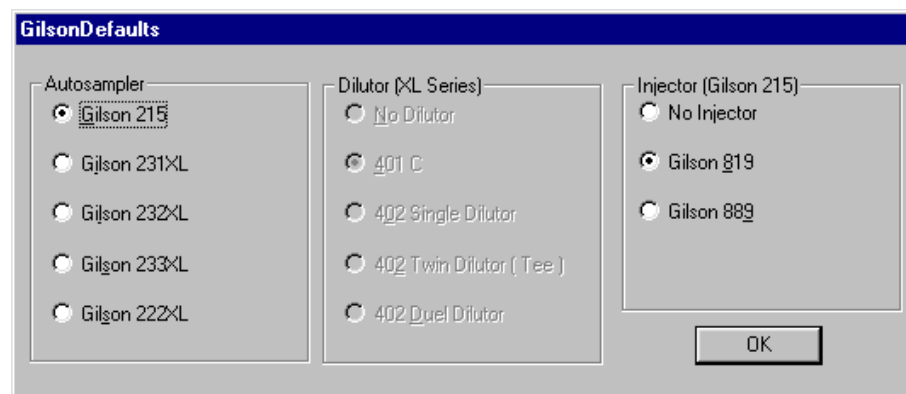 GilsonDefaults
Autosampler
Gilson 215
Gilson 231XL
Gilson 232XL
Gilson 233XL
Gilson 222XL
Dilutor (XL Series)
No Dilutor
401 C
402 Single Dilutor
402 Twin Dilutor ( Tee )
402 Duel Dilutor
Injector (Gilson 215)
No Injector
Gilson 819
Gilson 889
OK